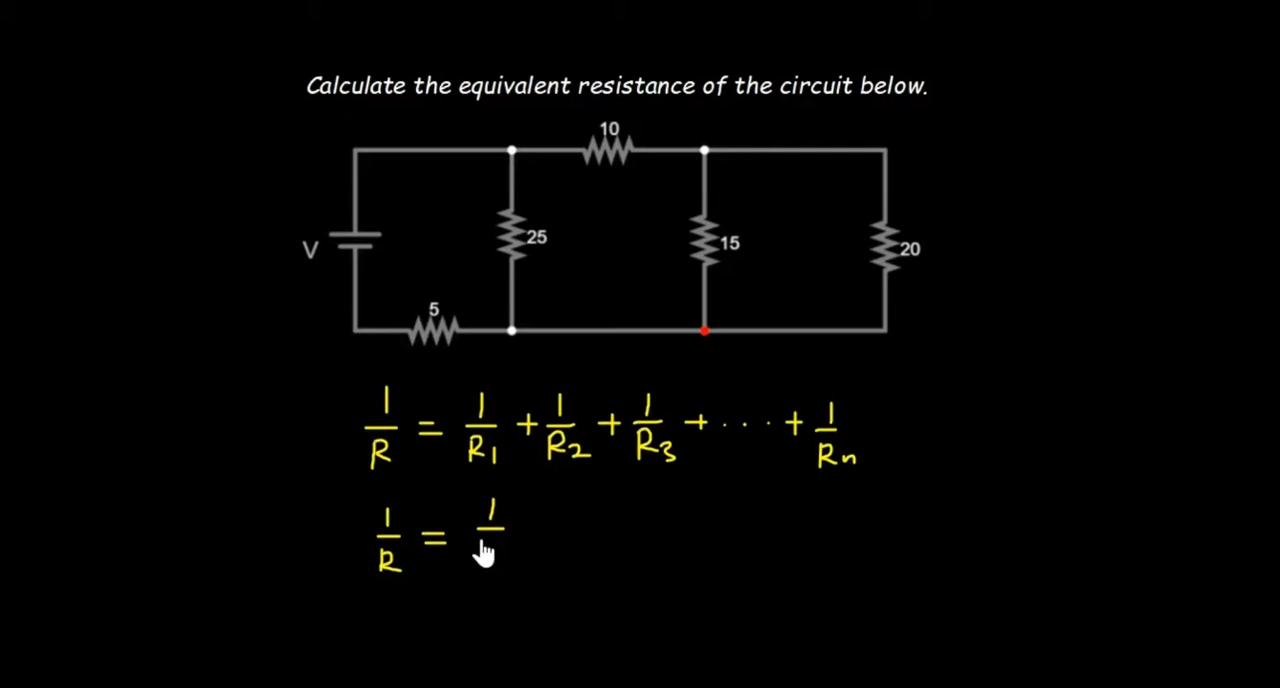 Calculate the equivalent resistance of the circuit below.
10
V
25
15
20
5
1/R = 1/R1 + 1/R2 + 1/R3 + ··· + 1/Rn
1/R = 1/